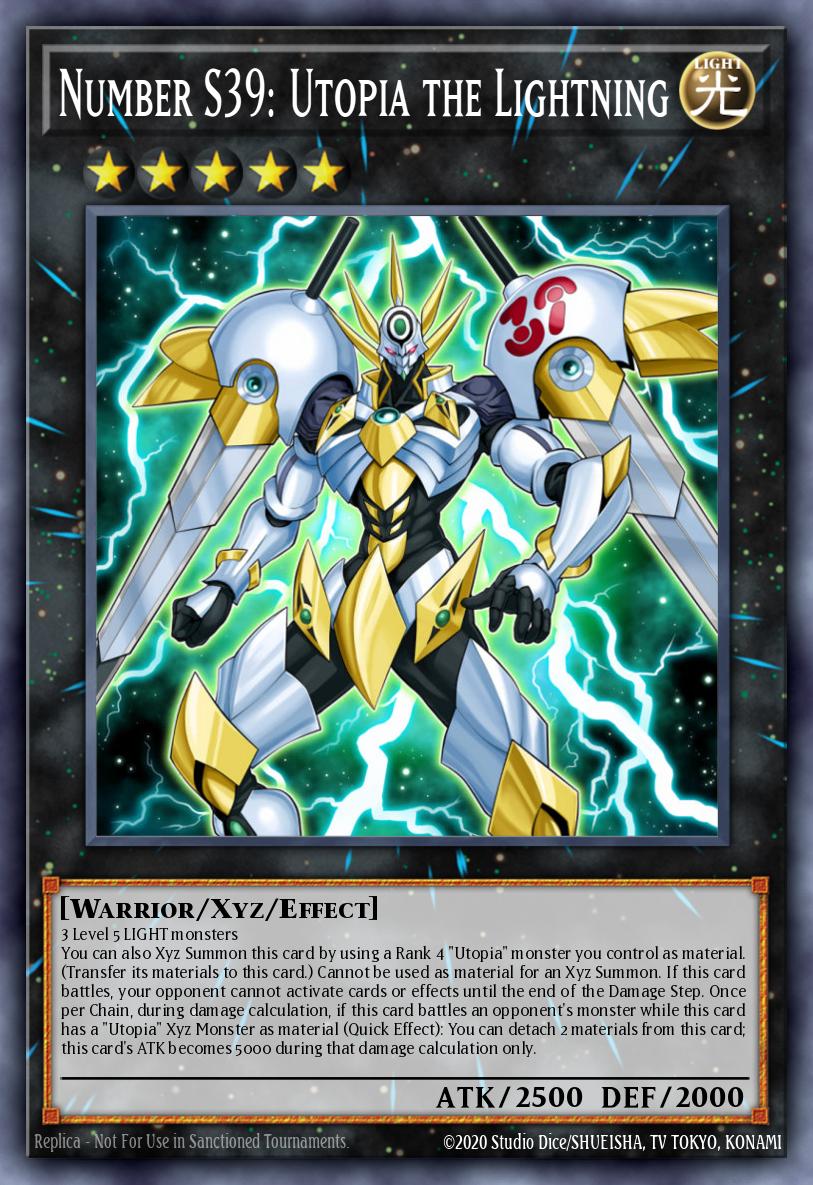 Number S39: Utopia the Lightning
LIGHT
光
39
[Warrior/Xyz/Effect]
3 Level 5 LIGHT monsters
You can also Xyz Summon this card by using a Rank 4 "Utopia" monster you control as material.
(Transfer its materials to this card.) Cannot be used as material for an Xyz Summon. If this card
battles, your opponent cannot activate cards or effects until the end of the Damage Step. Once
per Chain, during damage calculation, if this card battles an opponent's monster while this card
has a "Utopia" Xyz Monster as material (Quick Effect): You can detach 2 materials from this card;
this card's ATK becomes 5000 during that damage calculation only.
ATK/2500 DEF/2000
Replica - Not For Use in Sanctioned Tournaments.
©2020 Studio Dice/SHUEISHA, TV TOKYO, KONAMI